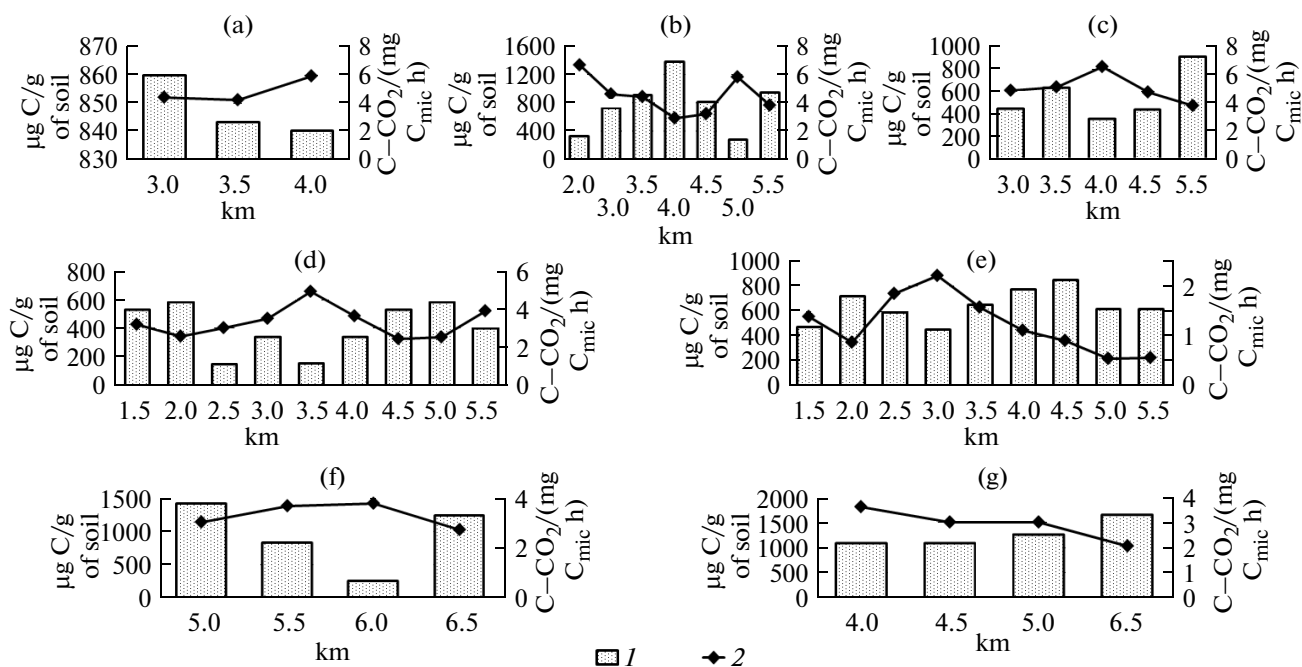 (a)
870
860
850
840
830
µg C/g
of soil
8
6
4
2
0
C–CO2/(mg
Cmic h)
3.0 3.5 4.0
km
(b)
1600
1200
800
400
0
µg C/g
of soil
8
6
4
2
0
C–CO2/(mg
Cmic h)
2.0 3.5 4.5 5.5
3.0 4.0 5.0
km
(c)
1000
800
600
400
200
0
µg C/g
of soil
8
6
4
2
0
C–CO2/(mg
Cmic h)
3.0 3.5 4.0 4.5 5.5
km
(d)
800
600
400
200
0
µg C/g
of soil
6
4
2
0
C–CO2/(mg
Cmic h)
1.5 2.0 2.5 3.0 3.5 4.0 4.5 5.0 5.5
km
(e)
1000
800
600
400
200
0
µg C/g
of soil
2
1
0
C–CO2/(mg
Cmic h)
1.5 2.0 2.5 3.0 3.5 4.0 4.5 5.0 5.5
km
(f)
1500
1000
500
0
µg C/g
of soil
4
2
0
C–CO2/(mg
Cmic h)
5.0 5.5 6.0 6.5
km
(g)
2000
1500
1000
500
0
µg C/g
of soil
4
3
2
1
0
C–CO2/(mg
Cmic h)
4.0 4.5 5.0 6.5
km
1 2